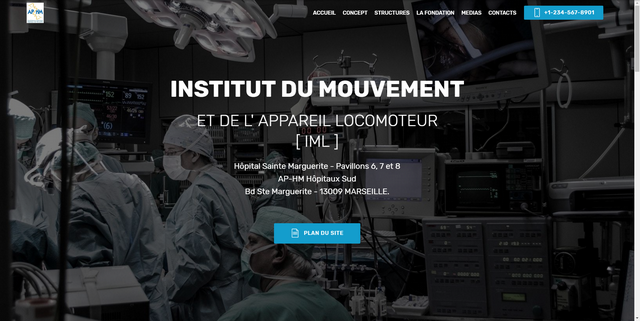 AP-HM
ACCUEIL CONCEPT STRUCTURES LA FONDATION MEDIAS CONTACTS +1-234-567-8901
INSTITUT DU MOUVEMENT
ET DE L' APPAREIL LOCOMOTEUR
[ IML ]
Hôpital Sainte Marguerite - Pavillons 6, 7 et 8
AP-HM Hôpitaux Sud
Bd Ste Marguerite - 13009 MARSEILLE.
PLAN DU SITE